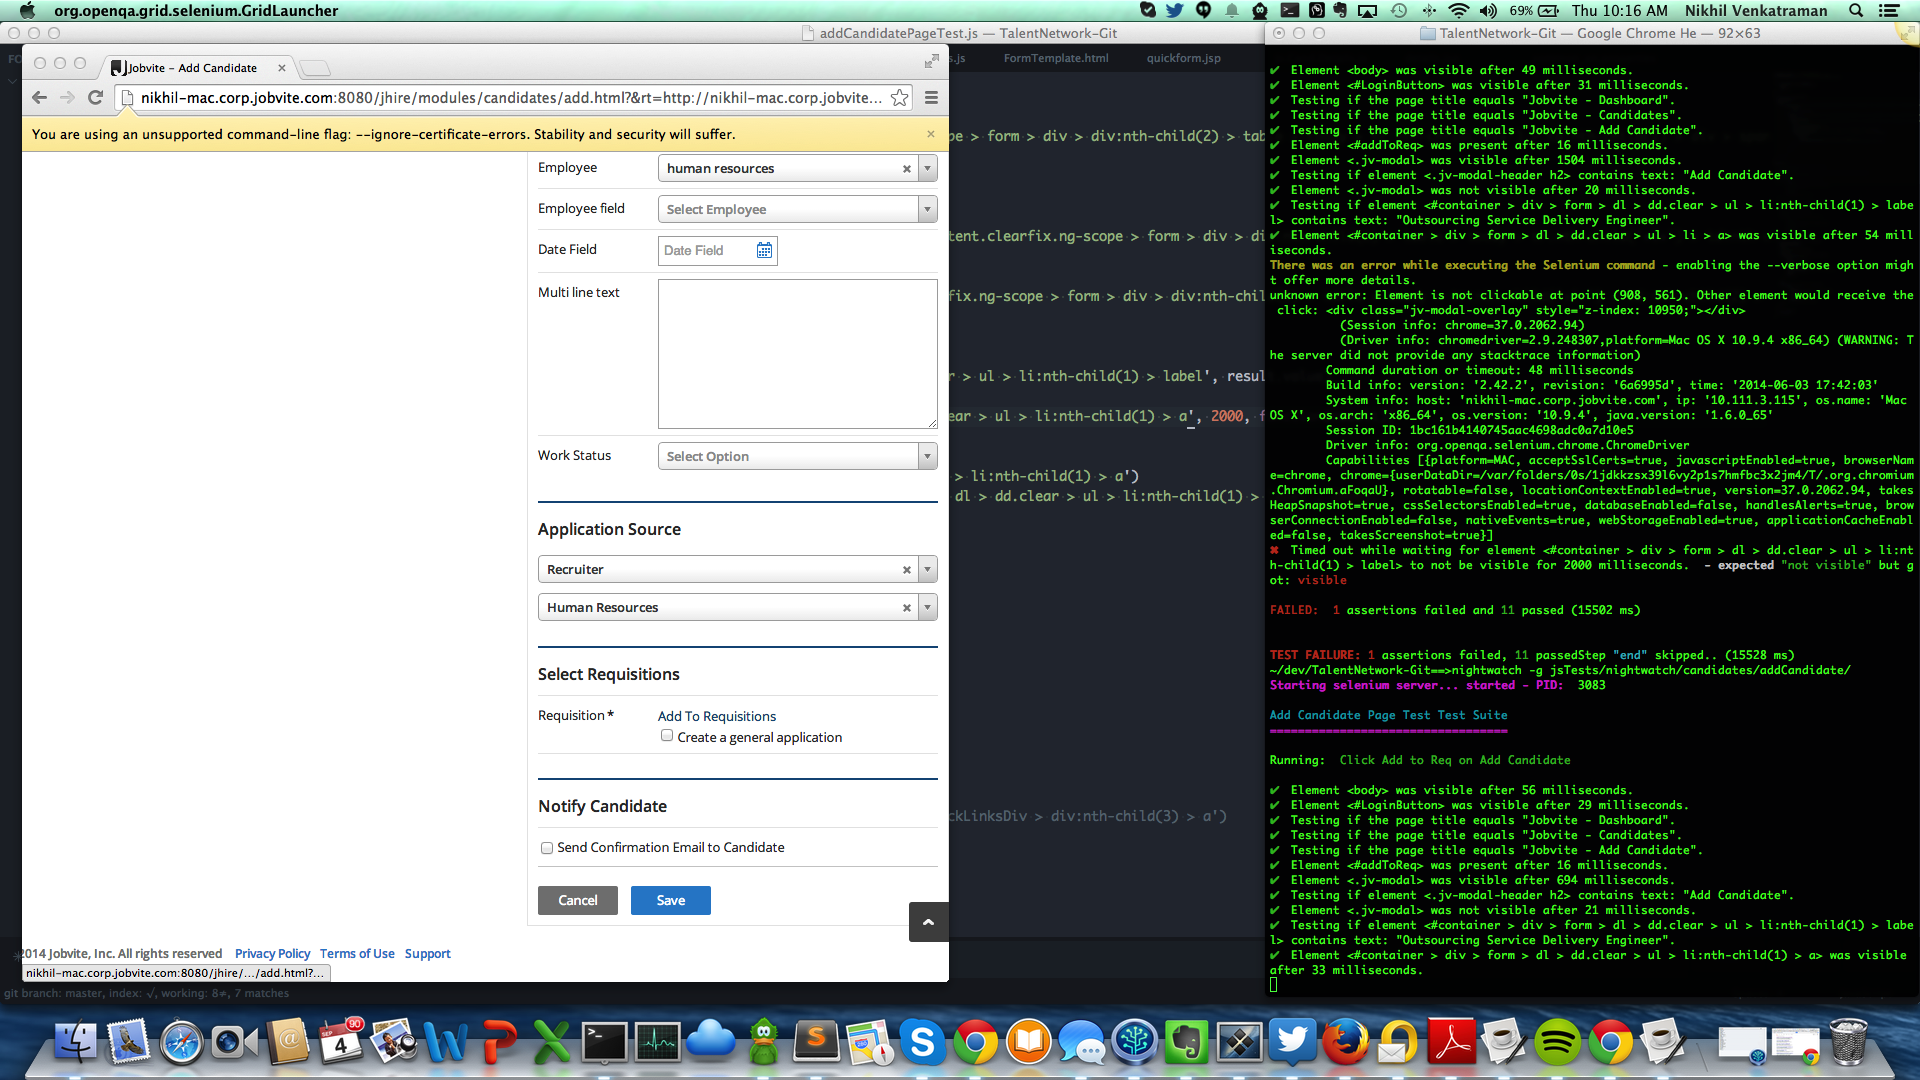 org.openqa.grid.selenium.GridLauncher
69%
Thu 10:16 AM
Nikhil Venkatraman
addCandidatePageTest.js — TalentNetwork-Git
s.js
FormTemplate.html
quickform.jsp
Jobvite - Add Candidate
nikhil-mac.corp.jobvite.com:8080/jhire/modules/candidates/add.html?&rt=http://nikhil-mac.corp.jobvite...
You are using an unsupported command-line flag: --ignore-certificate-errors. Stability and security will suffer.
Employee
human resources
Employee field
Select Employee
Date Field
Date Field
Multi line text
Work Status
Select Option
Application Source
Recruiter
Human Resources
Select Requisitions
Requisition *
Add To Requisitions
Create a general application
Notify Candidate
Send Confirmation Email to Candidate
Cancel
Save
2014 Jobvite, Inc. All rights reserved
Privacy Policy
Terms of Use
Support
nikhil-mac.corp.jobvite.com:8080/jhire/.../add.html?...
git branch: master, index: √, working: 8≠, 7 matches
> form > div > div:nth-child(2) > tab
tent.clearfix.ng-scope > form > div > di
fix.ng-scope > form > div > div:nth-chil
> ul > li:nth-child(1) > label', resul
ear > ul > li:nth-child(1) > a', 2000, f
> li:nth-child(1) > a')
dl > dd.clear > ul > li:nth-child(1) >
ckLinksDiv > div:nth-child(3) > a')
TalentNetwork-Git — Google Chrome He — 92×63
✔ Element <body> was visible after 49 milliseconds.
✔ Element <#LoginButton> was visible after 31 milliseconds.
✔ Testing if the page title equals "Jobvite - Dashboard".
✔ Testing if the page title equals "Jobvite - Candidates".
✔ Testing if the page title equals "Jobvite - Add Candidate".
✔ Element <#addToReq> was present after 16 milliseconds.
✔ Element <.jv-modal> was visible after 1504 milliseconds.
✔ Testing if element <.jv-modal-header h2> contains text: "Add Candidate".
✔ Element <.jv-modal> was not visible after 20 milliseconds.
✔ Testing if element <#container > div > form > dl > dd.clear > ul > li:nth-child(1) > labe
l> contains text: "Outsourcing Service Delivery Engineer".
✔ Element <#container > div > form > dl > dd.clear > ul > li > a> was visible after 54 mill
iseconds.
There was an error while executing the Selenium command - enabling the --verbose option migh
t offer more details.
unknown error: Element is not clickable at point (908, 561). Other element would receive the
click: <div class="jv-modal-overlay" style="z-index: 10950;"></div>
(Session info: chrome=37.0.2062.94)
(Driver info: chromedriver=2.9.248307,platform=Mac OS X 10.9.4 x86_64) (WARNING: T
he server did not provide any stacktrace information)
Command duration or timeout: 48 milliseconds
Build info: version: '2.42.2', revision: '6a6995d', time: '2014-06-03 17:42:03'
System info: host: 'nikhil-mac.corp.jobvite.com', ip: '10.111.3.115', os.name: 'Mac
OS X', os.arch: 'x86_64', os.version: '10.9.4', java.version: '1.6.0_65'
Session ID: 1bc161b4140745aac4698adc0a7d10e5
Driver info: org.openqa.selenium.chrome.ChromeDriver
Capabilities [{platform=MAC, acceptSslCerts=true, javascriptEnabled=true, browserNam
e=chrome, chrome={userDataDir=/var/folders/0s/1jdkkzsx39l6vy2p1s7hmfbc3x2jm4/T/.org.chromium
.Chromium.aFoqaU}, rotatable=false, locationContextEnabled=true, version=37.0.2062.94, takes
HeapSnapshot=true, cssSelectorsEnabled=true, databaseEnabled=false, handlesAlerts=true, brow
serConnectionEnabled=false, nativeEvents=true, webStorageEnabled=true, applicationCacheEnabl
ed=false, takesScreenshot=true}]
✖ Timed out while waiting for element <#container > div > form > dl > dd.clear > ul > li:nt
h-child(1) > label> to not be visible for 2000 milliseconds. - expected "not visible" but g
ot: visible
FAILED: 1 assertions failed and 11 passed (15502 ms)
TEST FAILURE: 1 assertions failed, 11 passedStep "end" skipped.. (15528 ms)
~/dev/TalentNetwork-Git==>nightwatch -g jsTests/nightwatch/candidates/addCandidate/
Starting selenium server... started - PID: 3083
Add Candidate Page Test Test Suite
==================================
Running: Click Add to Req on Add Candidate
✔ Element <body> was visible after 56 milliseconds.
✔ Element <#LoginButton> was visible after 29 milliseconds.
✔ Testing if the page title equals "Jobvite - Dashboard".
✔ Testing if the page title equals "Jobvite - Candidates".
✔ Testing if the page title equals "Jobvite - Add Candidate".
✔ Element <#addToReq> was present after 16 milliseconds.
✔ Element <.jv-modal> was visible after 694 milliseconds.
✔ Testing if element <.jv-modal-header h2> contains text: "Add Candidate".
✔ Element <.jv-modal> was not visible after 21 milliseconds.
✔ Testing if element <#container > div > form > dl > dd.clear > ul > li:nth-child(1) > labe
l> contains text: "Outsourcing Service Delivery Engineer".
✔ Element <#container > div > form > dl > dd.clear > ul > li:nth-child(1) > a> was visible
after 33 milliseconds.
SEP
4
90